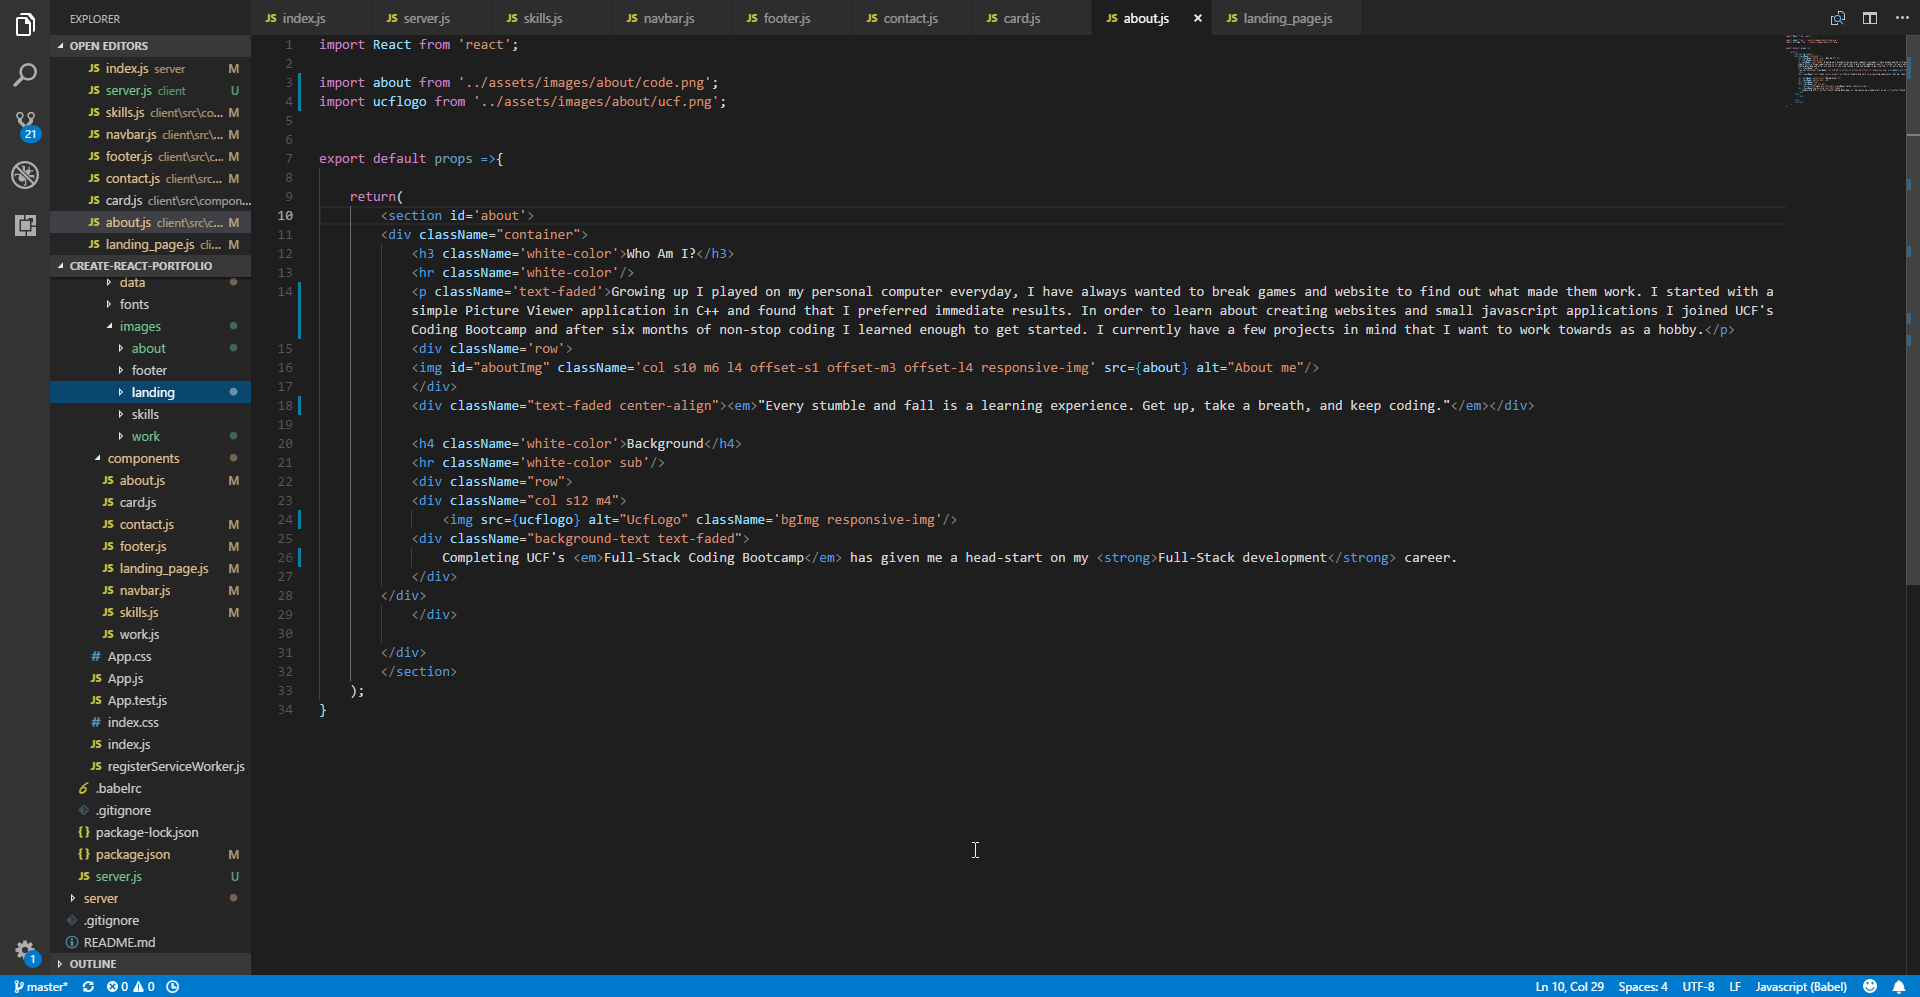 EXPLORER
OPEN EDITORS
JS index.js server M
JS server.js client U
JS skills.js client\src\co... M
JS navbar.js client\src\... M
JS footer.js client\src\c... M
JS contact.js client\src... M
JS card.js client\src\compon...
JS about.js client\src\c... M
JS landing_page.js cli... M
CREATE-REACT-PORTFOLIO
data
fonts
images
about
footer
landing
skills
work
components
JS about.js M
JS card.js
JS contact.js M
JS footer.js M
JS landing_page.js M
JS navbar.js M
JS skills.js M
JS work.js
# App.css
JS App.js
JS App.test.js
# index.css
JS index.js
JS registerServiceWorker.js
.babelrc
.gitignore
{} package-lock.json
{} package.json M
JS server.js U
server
.gitignore
README.md
OUTLINE
21
1
JS index.js JS server.js JS skills.js JS navbar.js JS footer.js JS contact.js JS card.js JS about.js × JS landing_page.js
1 import React from 'react';
2
3 import about from '../assets/images/about/code.png';
4 import ucflogo from '../assets/images/about/ucf.png';
5
6
7 export default props =>{
8
9 return(
10 <section id='about'>
11 <div className="container">
12 <h3 className='white-color'>Who Am I?</h3>
13 <hr className='white-color'/>
14 <p className='text-faded'>Growing up I played on my personal computer everyday, I have always wanted to break games and website to find out what made them work. I started with a
simple Picture Viewer application in C++ and found that I preferred immediate results. In order to learn about creating websites and small javascript applications I joined UCF's
Coding Bootcamp and after six months of non-stop coding I learned enough to get started. I currently have a few projects in mind that I want to work towards as a hobby.</p>
15 <div className='row'>
16 <img id="aboutImg" className='col s10 m6 l4 offset-s1 offset-m3 offset-l4 responsive-img' src={about} alt="About me"/>
17 </div>
18 <div className="text-faded center-align"><em>"Every stumble and fall is a learning experience. Get up, take a breath, and keep coding."</em></div>
19
20 <h4 className='white-color'>Background</h4>
21 <hr className='white-color sub'/>
22 <div className="row">
23 <div className="col s12 m4">
24 <img src={ucflogo} alt="UcfLogo" className='bgImg responsive-img'/>
25 <div className="background-text text-faded">
26 Completing UCF's <em>Full-Stack Coding Bootcamp</em> has given me a head-start on my <strong>Full-Stack development</strong> career.
27 </div>
28 </div>
29 </div>
30
31 </div>
32 </section>
33 );
34 }
master* 0 0 Ln 10, Col 29 Spaces: 4 UTF-8 LF Javascript (Babel)